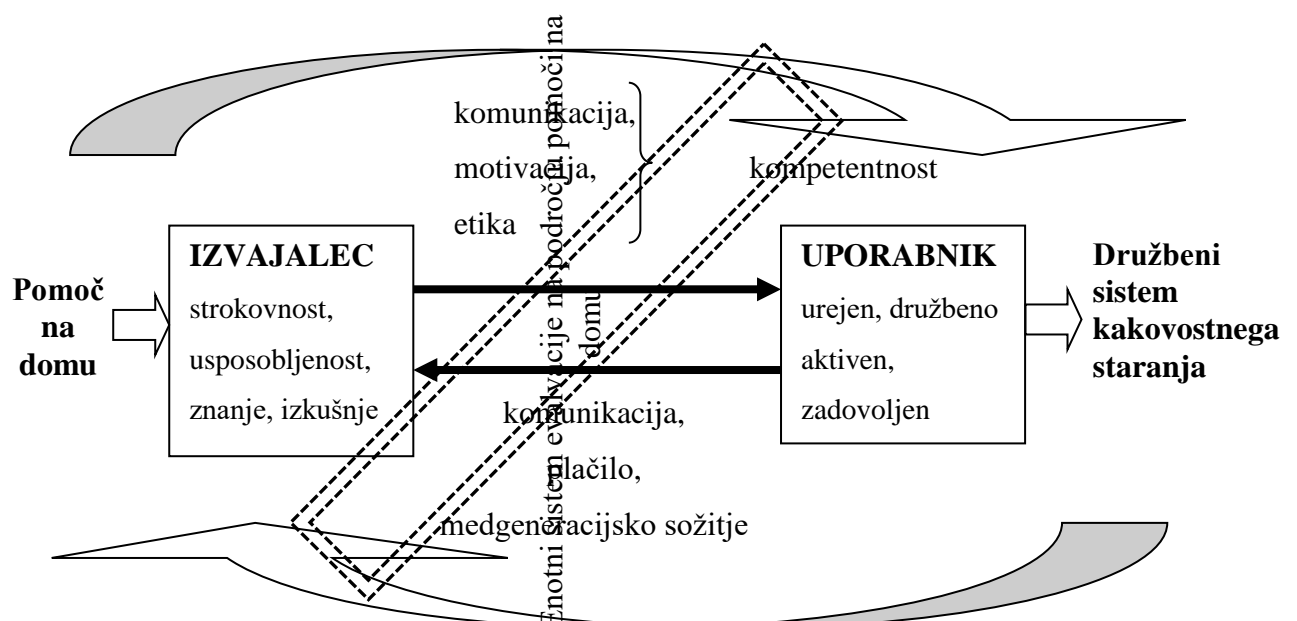 komunikacija,
motivacija,
etika
kompetentnost
Pomoč
na
domu
IZVAJALEC
strokovnost,
usposobljenost,
znanje, izkušnje
Enotni sistem evalvacije na področju pomoči na
domu
UPORABNIK
urejen, družbeno
aktiven,
zadovoljen
Družbeni
sistem
kakovostnega
staranja
komunikacija,
plačilo,
medgeneracijsko sožitje